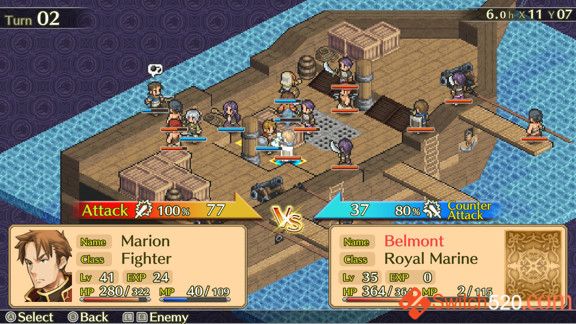 Turn 02
6.0h X11 Y07
Attack 100% 77
Vs
37 80% Counter Attack
Name Marion
Class Fighter
Lv 41 EXP 24
HP 280/322 MP 40/109
Name Belmont
Class Royal Marine
Lv 35 EXP 0
HP 364/364 MP 2/115
Select Back L R Enemy
Switch520.com